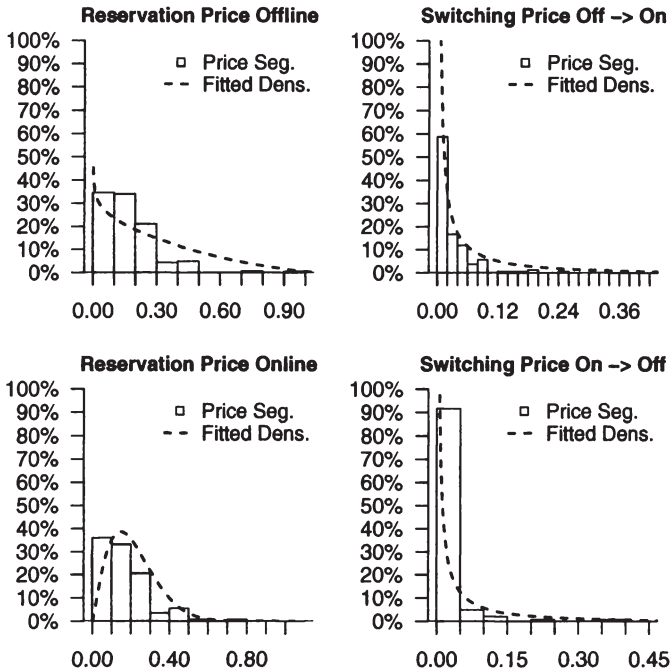 Reservation Price Offline
100%
90%
80%
70%
60%
50%
40%
30%
20%
10%
0%
Price Seg.
Fitted Dens.
0.00 0.30 0.60 0.90
Switching Price Off –> On
100%
90%
80%
70%
60%
50%
40%
30%
20%
10%
0%
Price Seg.
Fitted Dens.
0.00 0.12 0.24 0.36
Reservation Price Online
100%
90%
80%
70%
60%
50%
40%
30%
20%
10%
0%
Price Seg.
Fitted Dens.
0.00 0.40 0.80
Switching Price On –> Off
100%
90%
80%
70%
60%
50%
40%
30%
20%
10%
0%
Price Seg.
Fitted Dens.
0.00 0.15 0.30 0.45